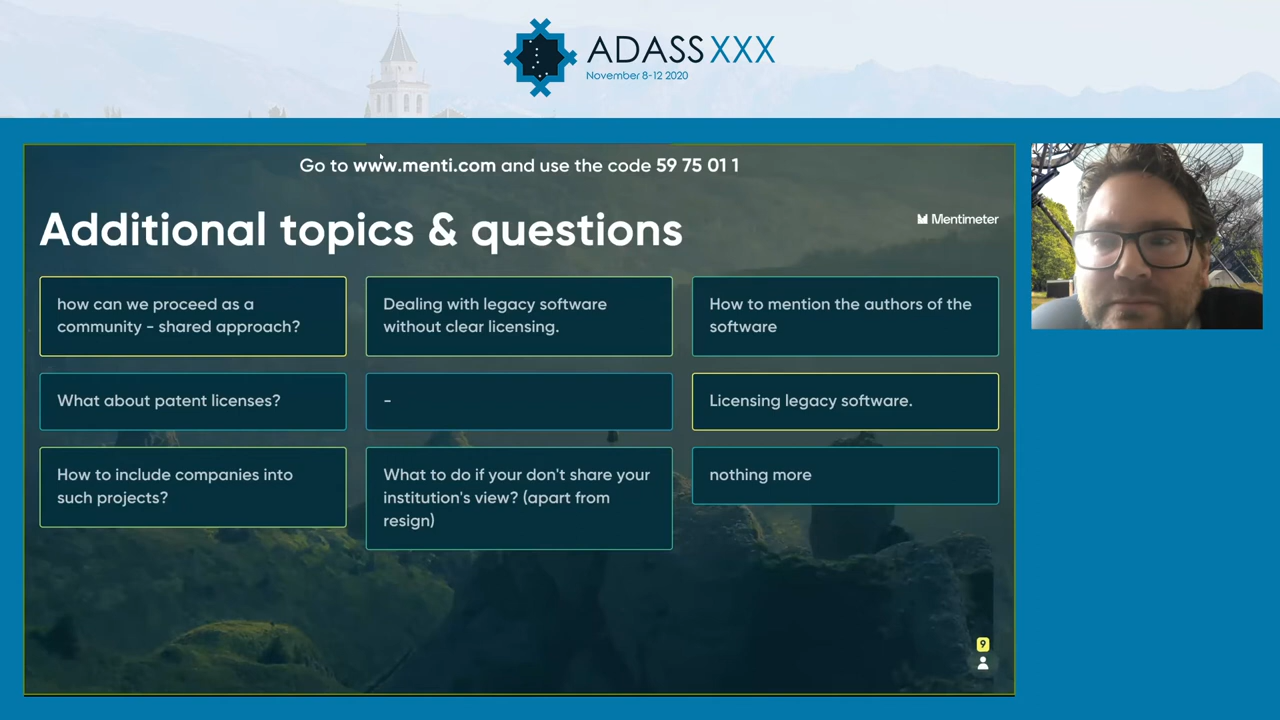 ADASS XXX
November 8-12 2020
Go to www.menti.com and use the code 59 75 01 1
Additional topics & questions
Mentimeter
how can we proceed as a
community - shared approach?
Dealing with legacy software
without clear licensing.
How to mention the authors of the
software
What about patent licenses?
-
Licensing legacy software.
How to include companies into
such projects?
What to do if your don't share your
institution's view? (apart from
resign)
nothing more
9